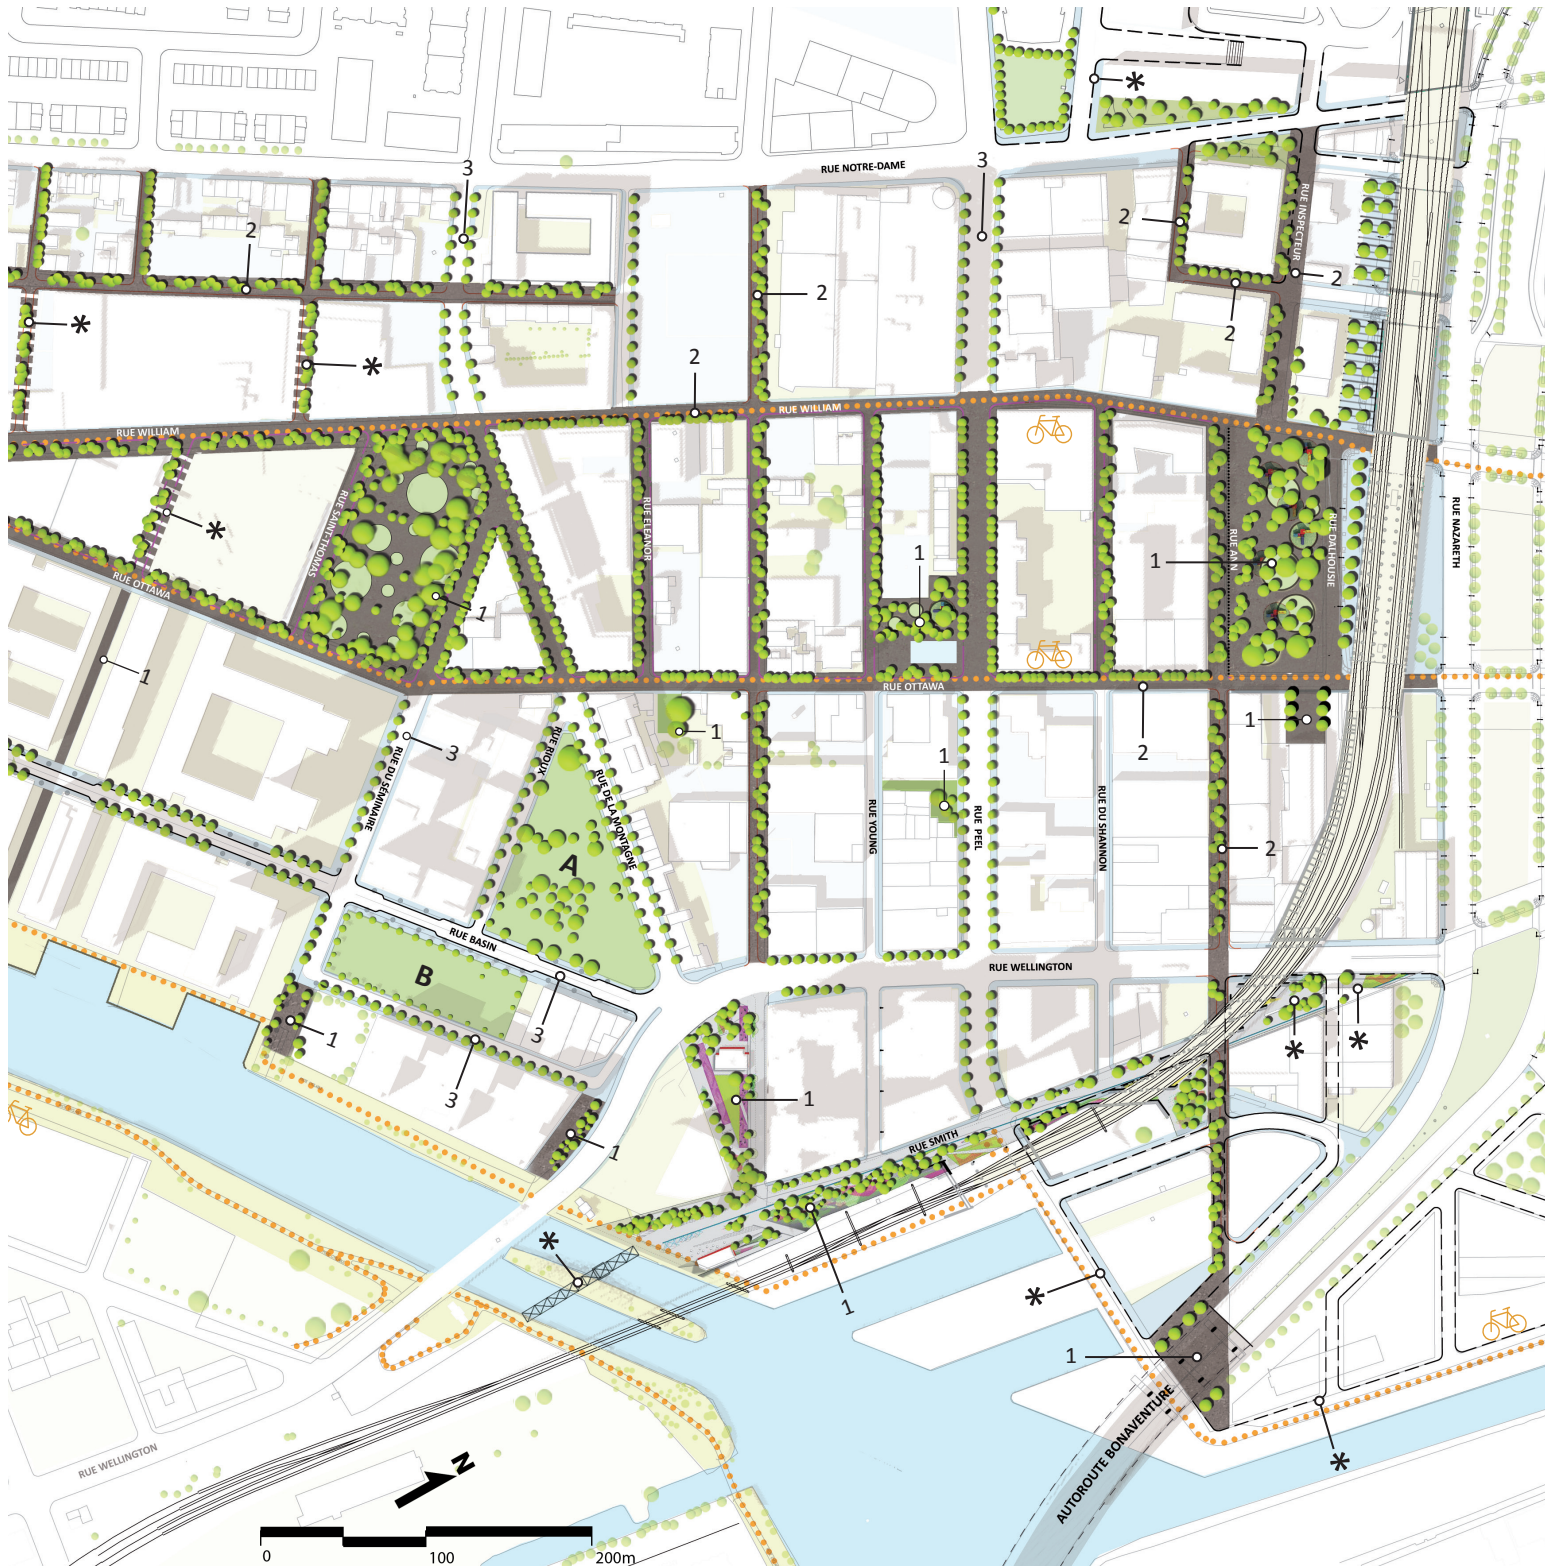 *
RUE NOTRE-DAME
3
3
2
2
RUE INSPECTEUR
2
2
2
*
*
2
RUE WILLIAM
RUE WILLIAM
*
RUE SAINT-THOMAS
RUE ELEANOR
1
1
RUE ANN
RUE DALHOUSIE
RUE NAZARETH
RUE OTTAWA
1
1
RUE OTTAWA
2
1
1
1
3
RUE DU SÉMINAIRE
RUE RIOUX
RUE DE LA MONTAGNE
RUE YOUNG
RUE PEEL
RUE DU SHANNON
2
A
RUE BASIN
B
RUE WELLINGTON
1
3
3
*
*
1
1
RUE SMITH
*
1
*
1
AUTOROUTE BONAVENTURE
*
RUE WELLINGTON
N
0
100
200m